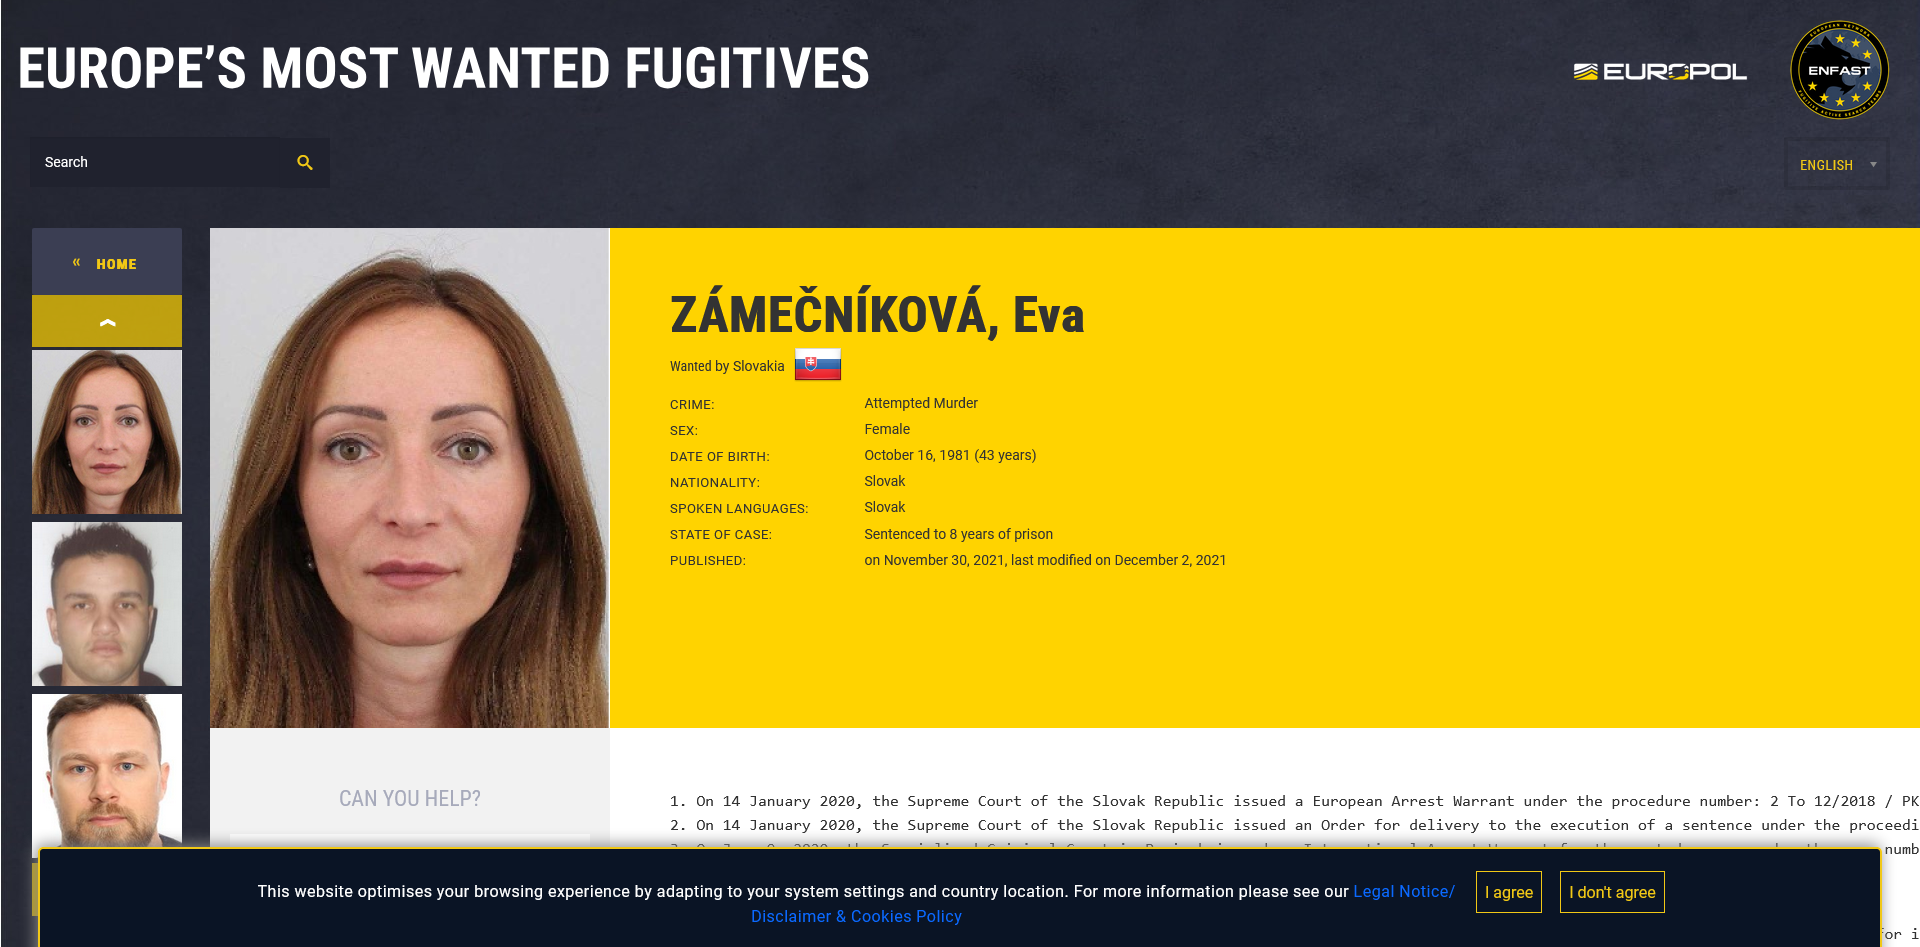 EUROPE'S MOST WANTED FUGITIVES
EUROPOL
ENFAST
Search
ENGLISH
« HOME
ZÁMEČNÍKOVÁ, Eva
Wanted by Slovakia
CRIME: Attempted Murder
SEX: Female
DATE OF BIRTH: October 16, 1981 (43 years)
NATIONALITY: Slovak
SPOKEN LANGUAGES: Slovak
STATE OF CASE: Sentenced to 8 years of prison
PUBLISHED: on November 30, 2021, last modified on December 2, 2021
CAN YOU HELP?
1. On 14 January 2020, the Supreme Court of the Slovak Republic issued a European Arrest Warrant under the procedure number: 2 To 12/2018 / PK
2. On 14 January 2020, the Supreme Court of the Slovak Republic issued an Order for delivery to the execution of a sentence under the proceedi
numb
This website optimises your browsing experience by adapting to your system settings and country location. For more information please see our Legal Notice/
Disclaimer & Cookies Policy
I agree
I don't agree
for i